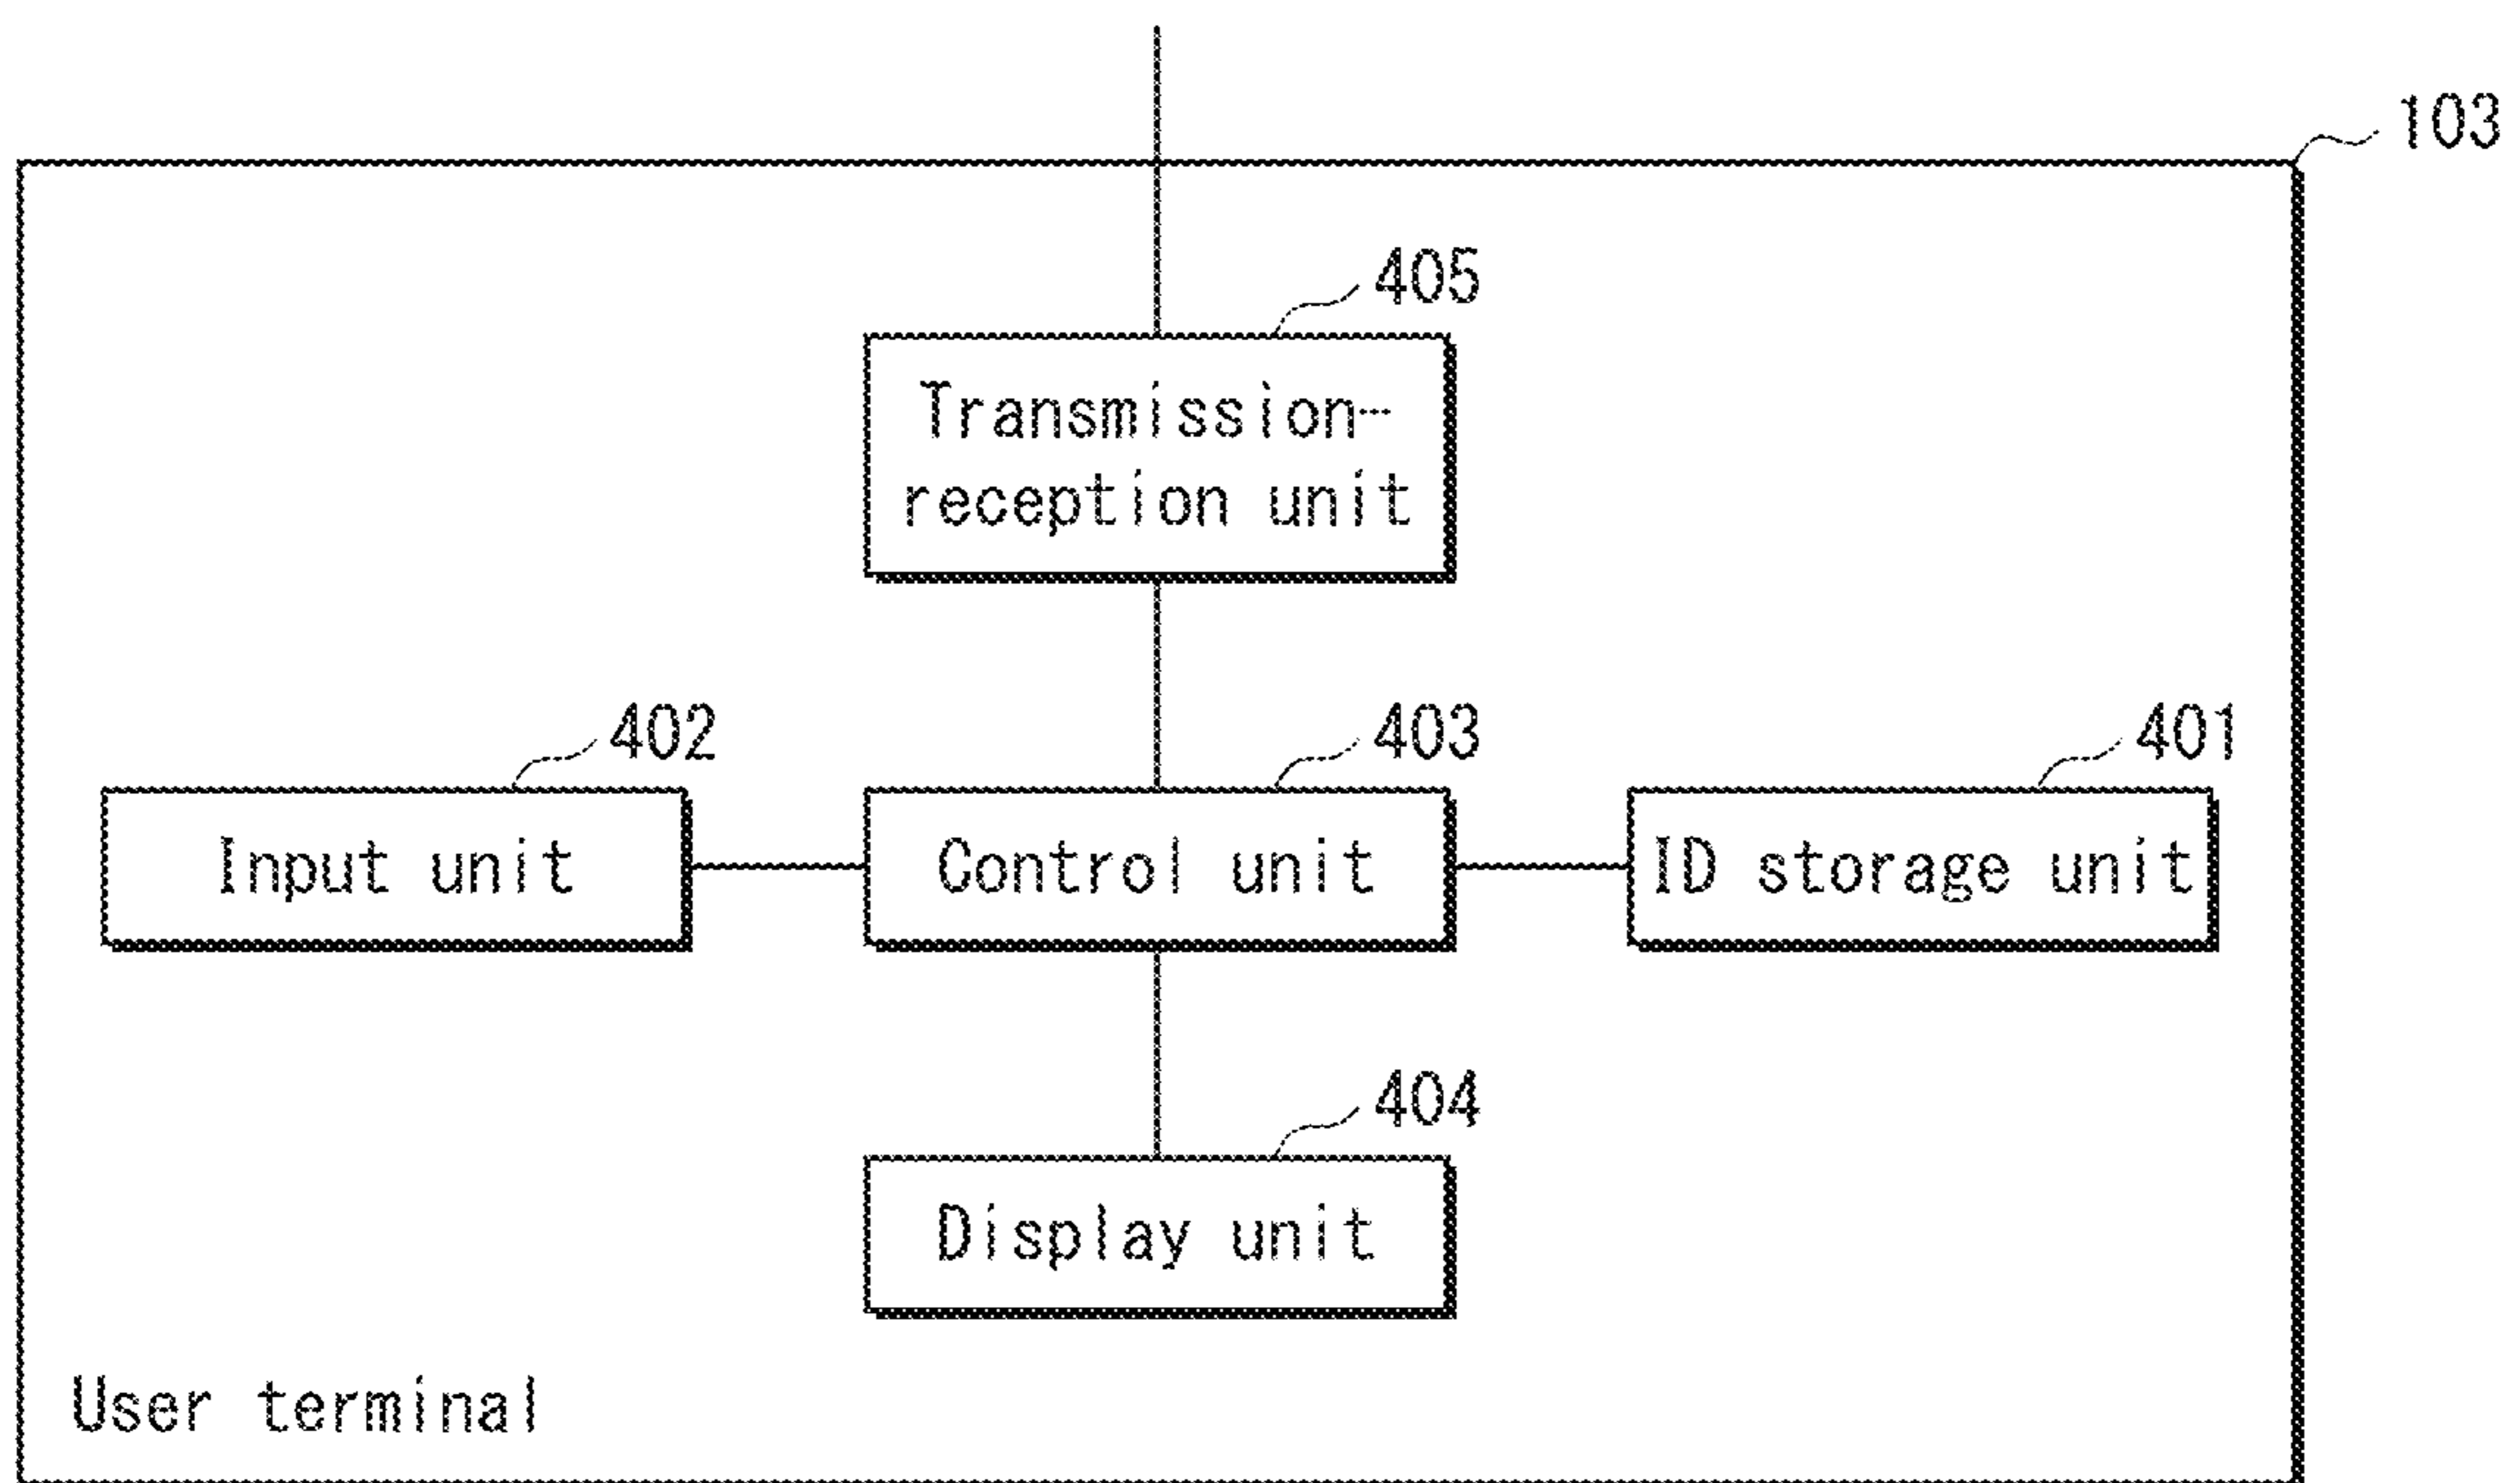 103
405
Transmission-
reception unit
402
403
401
Input unit
Control unit
ID storage unit
404
Display unit
User terminal